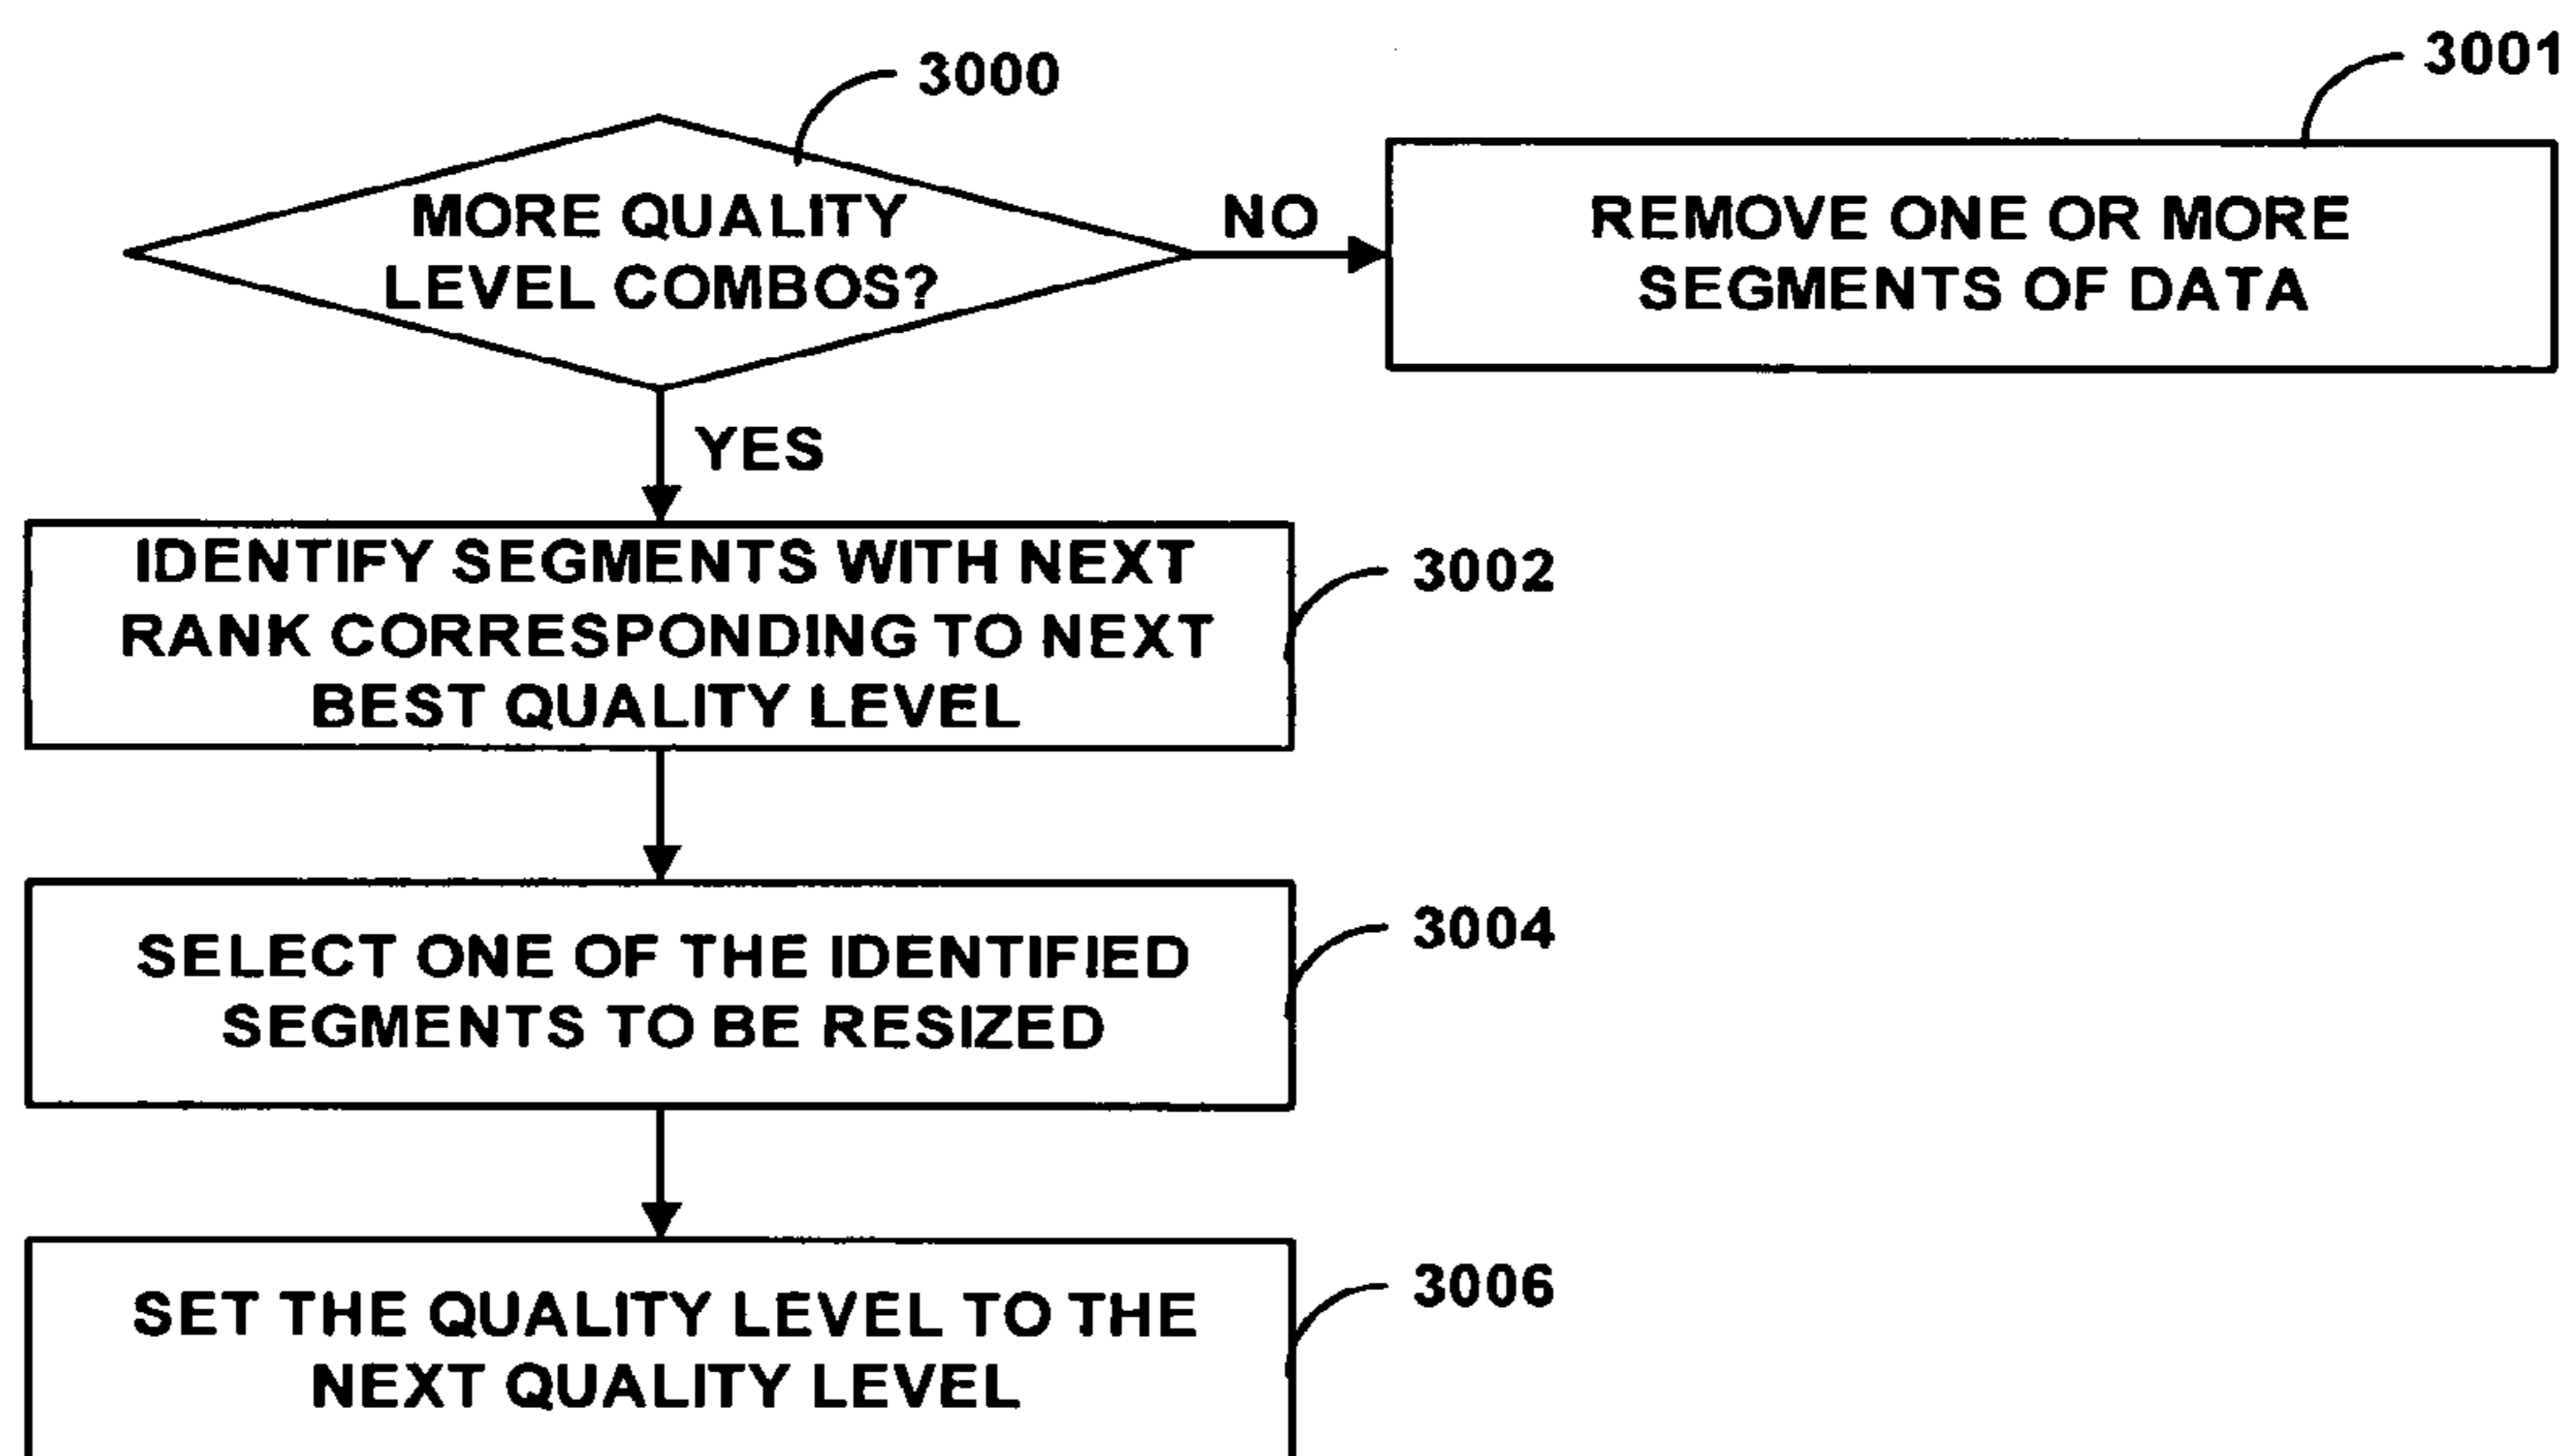 3000
3001
MORE QUALITY
LEVEL COMBOS?
NO
REMOVE ONE OR MORE
SEGMENTS OF DATA
YES
IDENTIFY SEGMENTS WITH NEXT
RANK CORRESPONDING TO NEXT
BEST QUALITY LEVEL
3002
SELECT ONE OF THE IDENTIFIED
SEGMENTS TO BE RESIZED
3004
SET THE QUALITY LEVEL TO THE
NEXT QUALITY LEVEL
3006